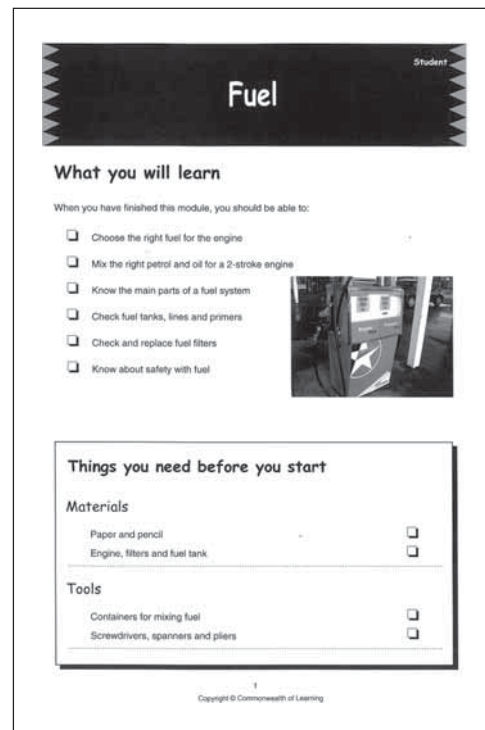 Student
Fuel
What you will learn
When you have finished this module, you should be able to:
Choose the right fuel for the engine
Mix the right petrol and oil for a 2-stroke engine
Know the main parts of a fuel system
Check fuel tanks, lines and primers
Check and replace fuel filters
Know about safety with fuel
Things you need before you start
Materials
Paper and pencil
Engine, filters and fuel tank
Tools
Containers for mixing fuel
Screwdrivers, spanners and pliers
1
Copyright © Commonwealth of Learning